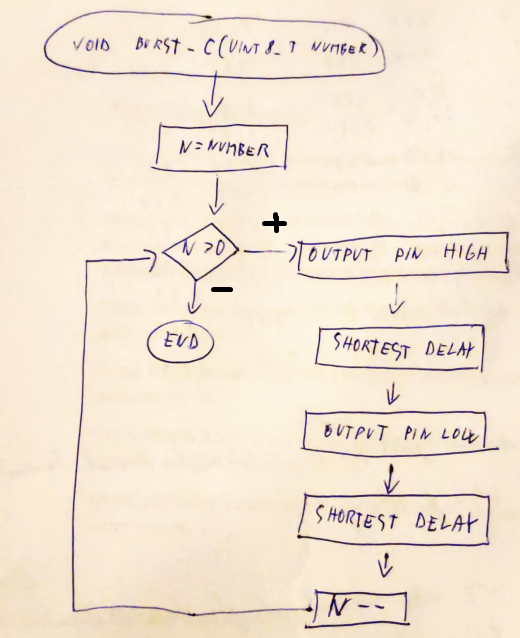 VOID BURST_C(UINT8_T NUMBER)
N=NUMBER
N>0
+
-
OUTPUT PIN HIGH
END
SHORTEST DELAY
OUTPUT PIN LOW
SHORTEST DELAY
N--